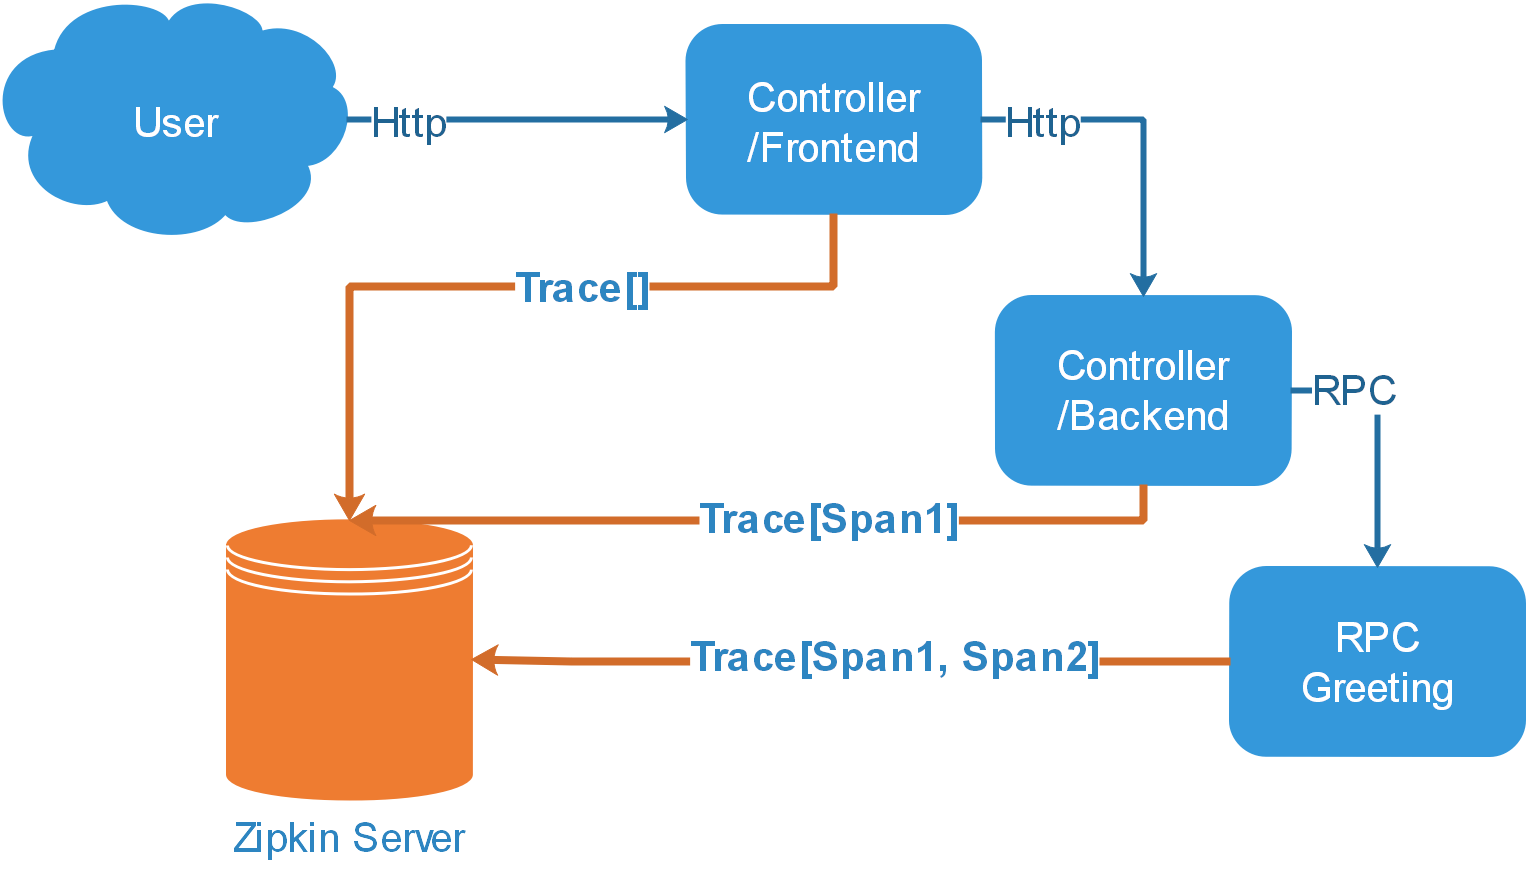 User
Http
Controller
/Frontend
Http
Trace[]
Controller
/Backend
RPC
Trace[Span1]
Trace[Span1, Span2]
RPC
Greeting
Zipkin Server